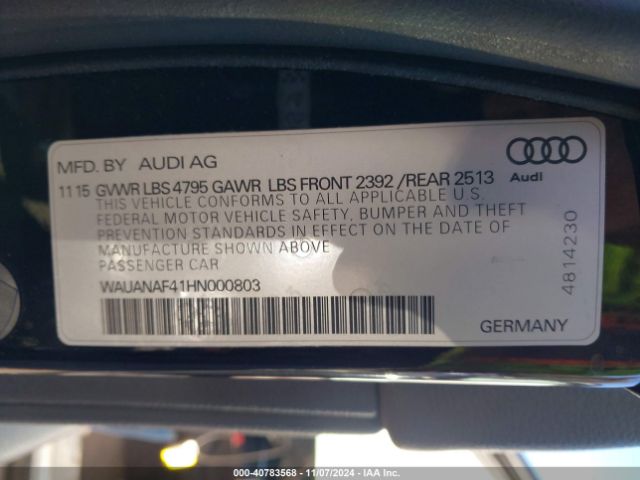 MFD. BY AUDI AG
11 15 GVWR LBS 4795 GAWR LBS FRONT 2392 /REAR 2513
THIS VEHICLE CONFORMS TO ALL APPLICABLE U.S.
FEDERAL MOTOR VEHICLE SAFETY, BUMPER AND THEFT
PREVENTION STANDARDS IN EFFECT ON THE DATE OF
MANUFACTURE SHOWN ABOVE
PASSENGER CAR
WAUANAF41HN000803
Audi
4814230
GERMANY
000-40783568 - 11/07/2024 - IAA Inc.